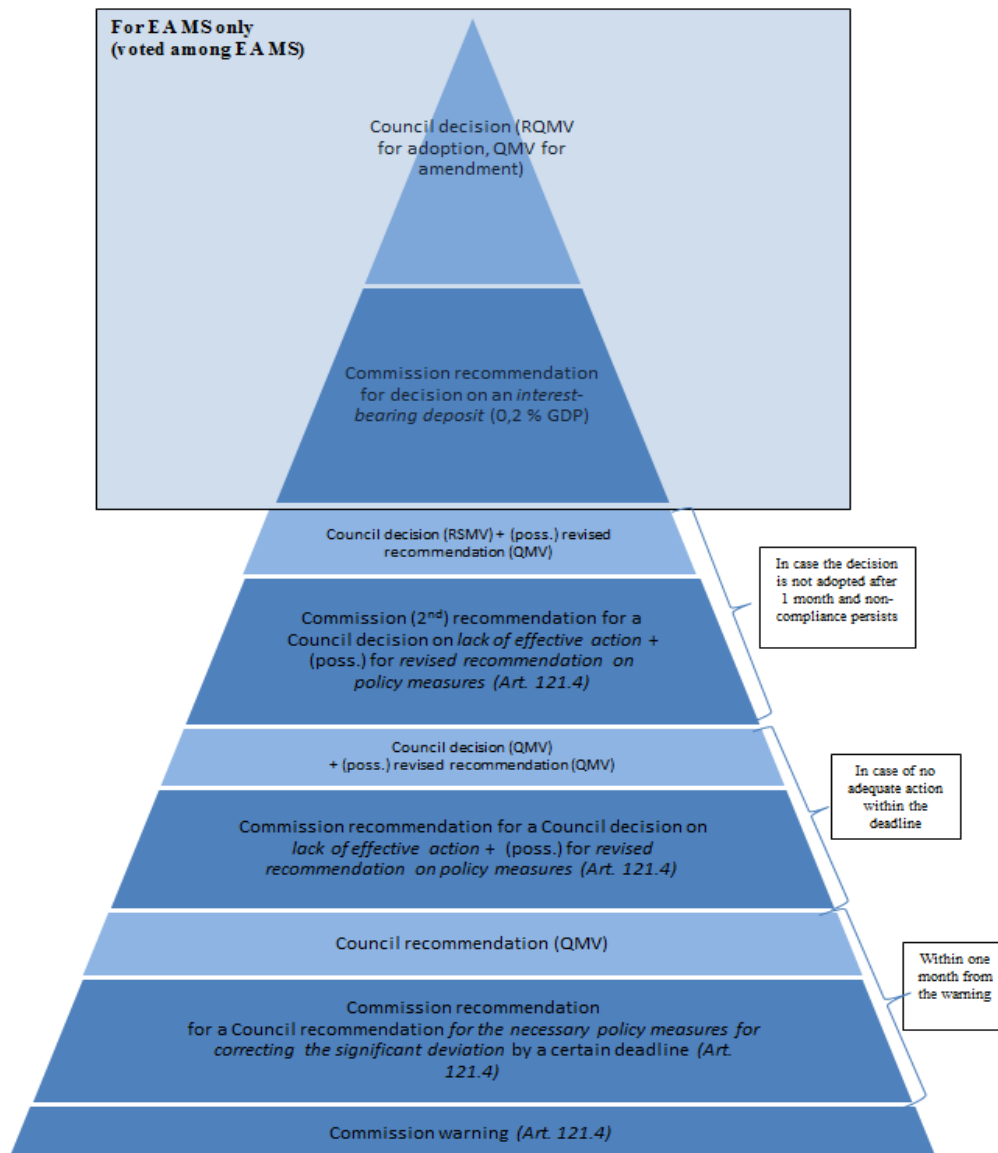 For EAMS only
(voted among EAMS)
Council decision (RQMV
for adoption, QMV for
amendment)
Commission recommendation
for decision on an interest-
bearing deposit (0,2 % GDP)
Council decision (RSMV) + (poss.) revised
recommendation (QMV)
In case the decision
is not adopted after
1 month and non-
compliance persists
Commission (2nd) recommendation for a
Council decision on lack of effective action +
(poss.) for revised recommendation on
policy measures (Art. 121.4)
Council decision (QMV)
+ (poss.) revised recommendation (QMV)
In case of no
adequate action
within the
deadline
Commission recommendation for a Council decision on
lack of effective action + (poss.) for revised
recommendation on policy measures (Art. 121.4)
Council recommendation (QMV)
Within one
month from
the warning
Commission recommendation
for a Council recommendation for the necessary policy measures for
correcting the significant deviation by a certain deadline (Art.
121.4)
Commission warning (Art. 121.4)